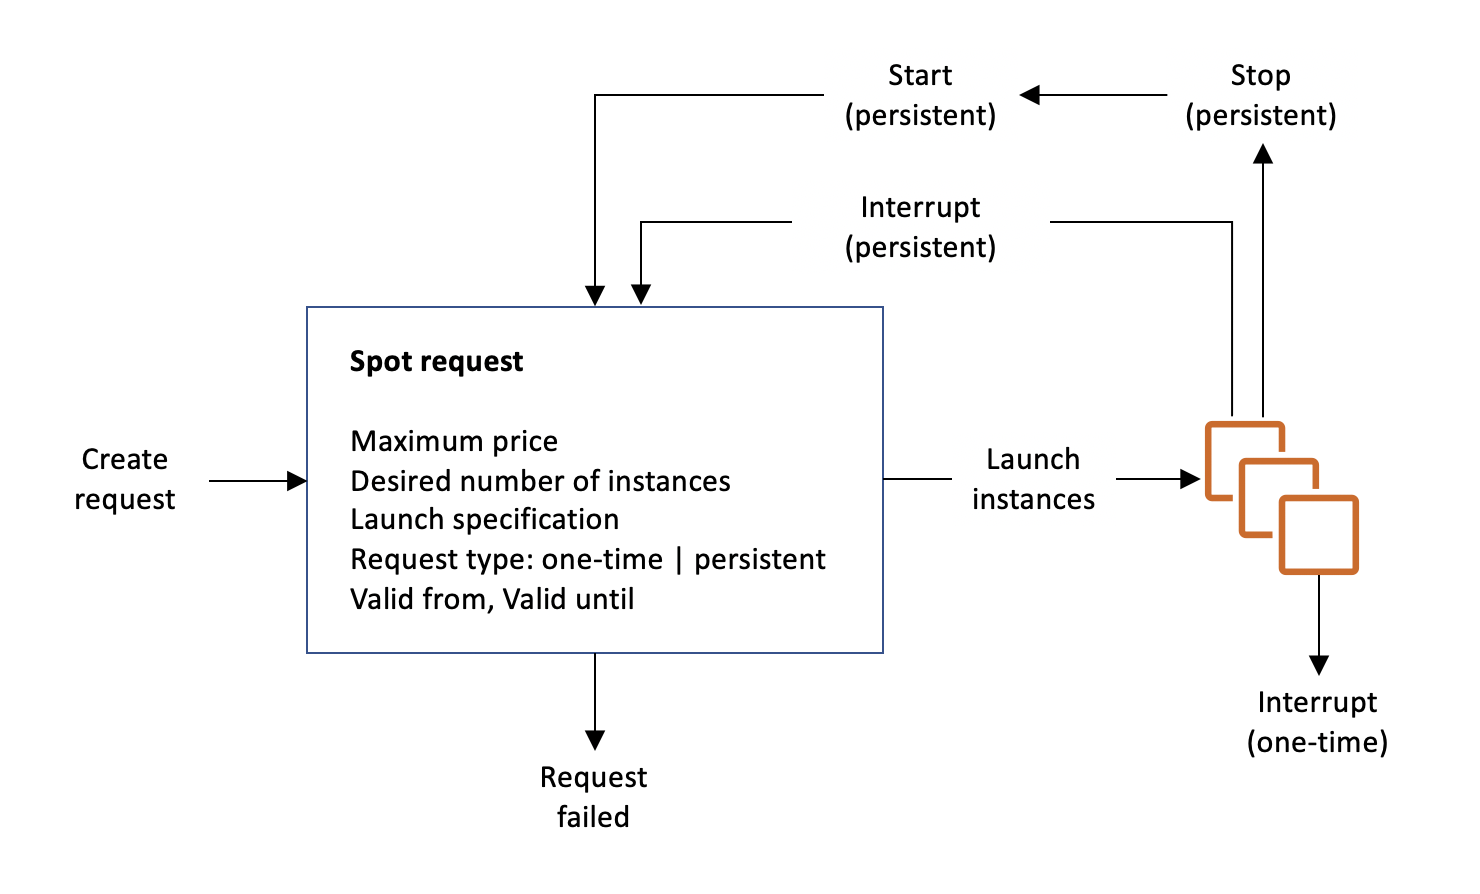 Start
(persistent)
Stop
(persistent)
Interrupt
(persistent)
Spot request
Maximum price
Desired number of instances
Launch specification
Request type: one-time | persistent
Valid from, Valid until
Create
request
Launch
instances
Interrupt
(one-time)
Request
failed